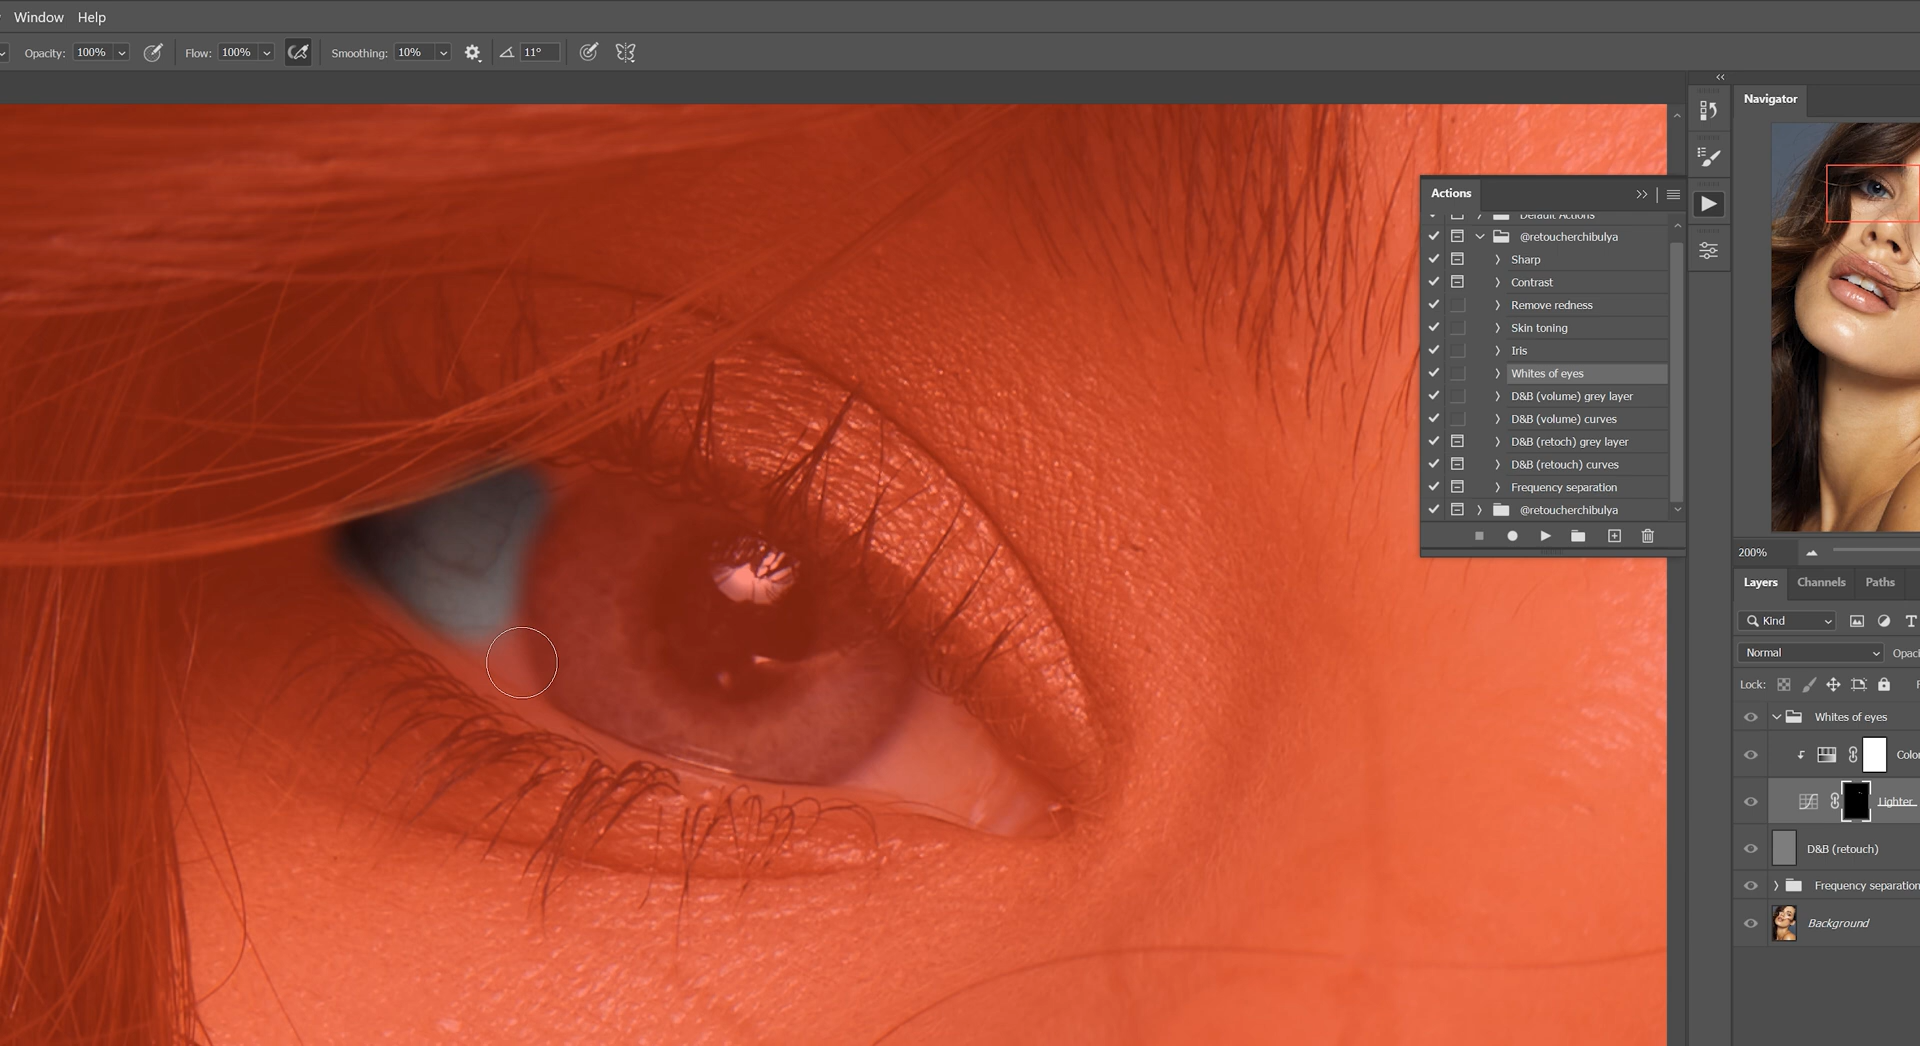 Window Help
Opacity: 100% Flow: 100% Smoothing: 10% 11°
Navigator
Actions
Default Actions
@retoucherchibulya
Sharp
Contrast
Remove redness
Skin toning
Iris
Whites of eyes
D&B (volume) grey layer
D&B (volume) curves
D&B (retoch) grey layer
D&B (retouch) curves
Frequency separation
@retoucherchibulya
200%
Layers Channels Paths
Kind
Normal Opaci
Lock: F
Whites of eyes
Color
Lighter
D&B (retouch)
Frequency separation
Background